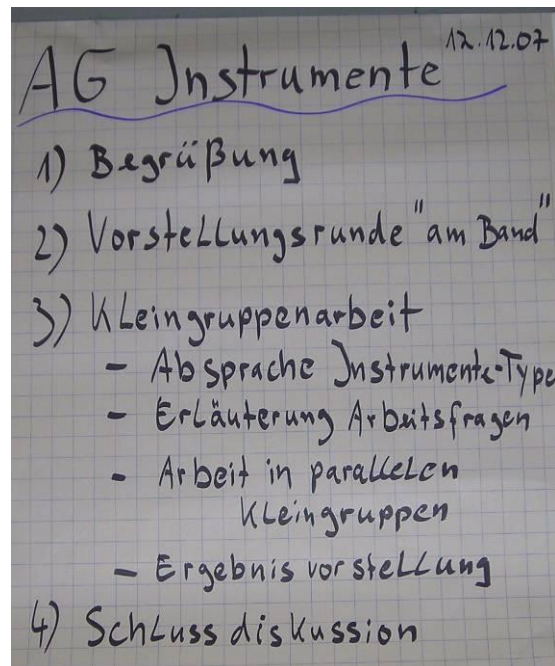 12.12.07
AG Instrumente
1) Begrüßung
2) Vorstellungsrunde "am Band"
3) Kleingruppenarbeit
- Absprache Instrumente-Type
- Erläuterung Arbeitsfragen
- Arbeit in parallelen
Kleingruppen
- Ergebnisvorstellung
4) Schlussdiskussion